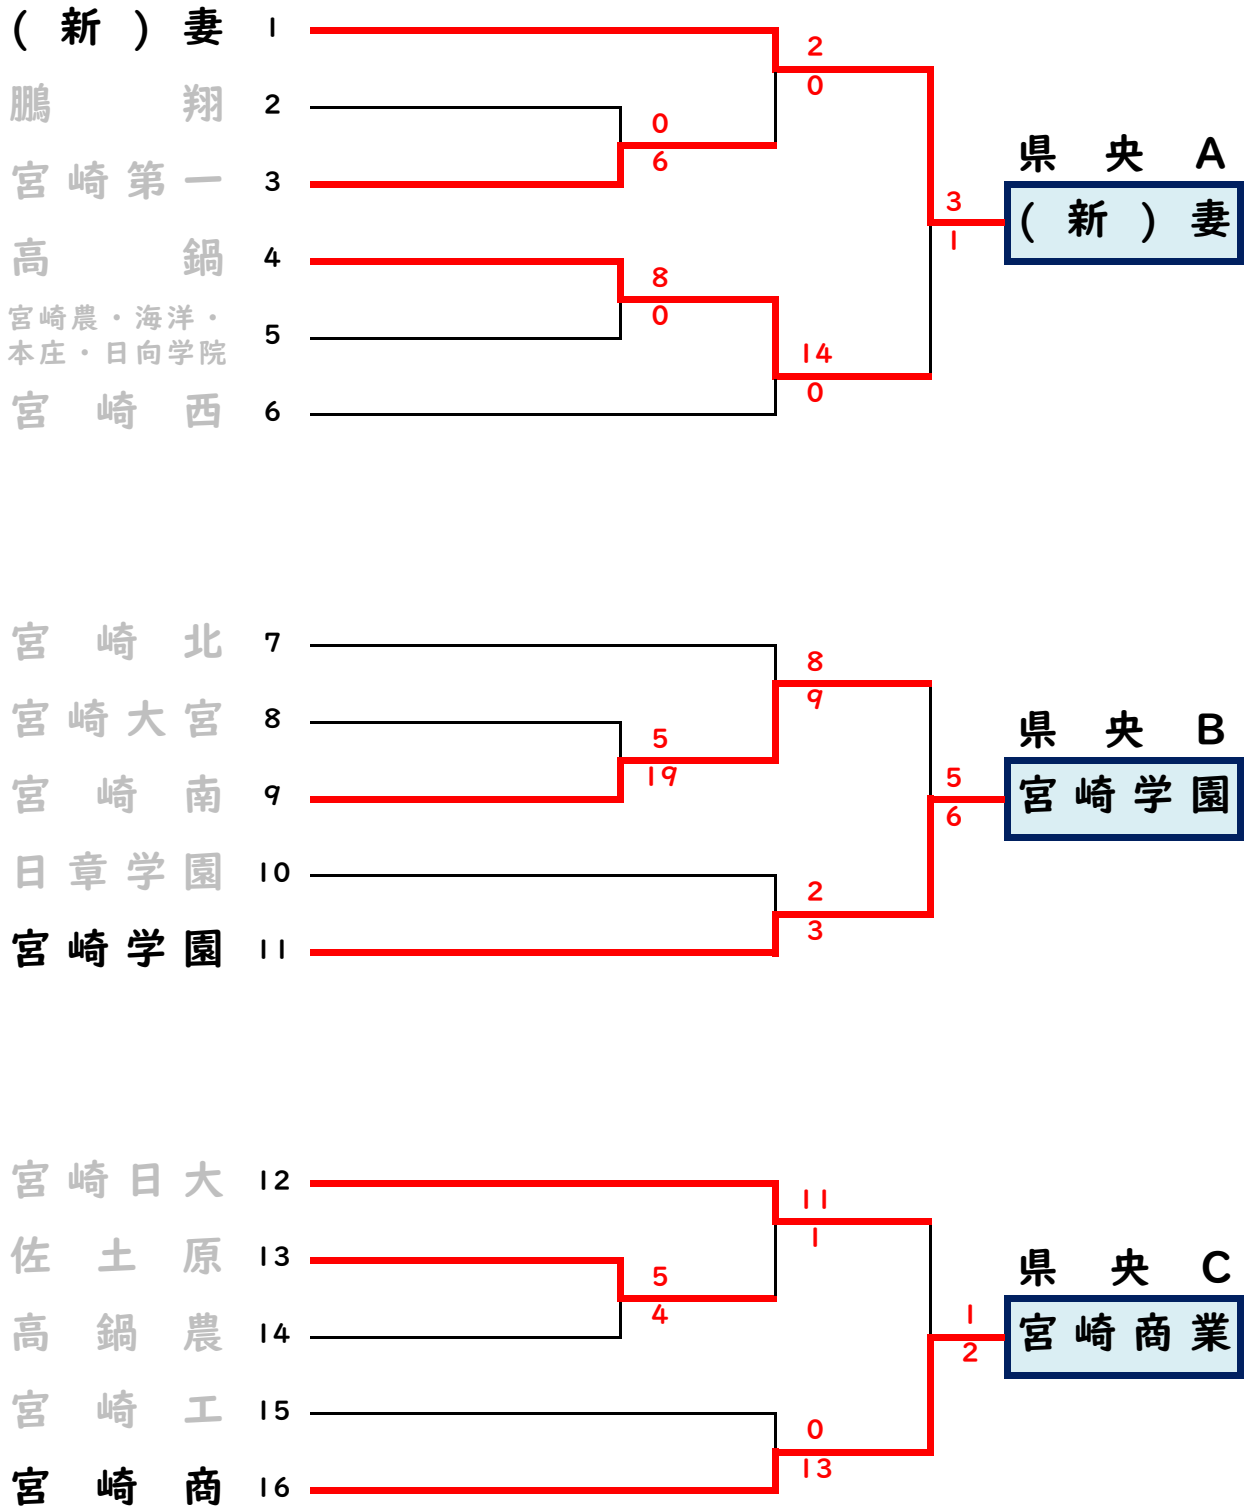 (新)妻 1
2
0
鵬翔 2
0
6
宮崎第一 3
県央A
(新)妻
3
1
高鍋 4
8
0
宮崎農・海洋・
本庄・日向学院 5
14
0
宮崎西 6
宮崎北 7
8
9
宮崎大宮 8
5
19
宮崎南 9
県央B
宮崎学園
5
6
日章学園 10
2
3
宮崎学園 11
宮崎日大 12
11
1
佐土原 13
5
4
高鍋農 14
県央C
宮崎商業
1
2
宮崎工 15
0
13
宮崎商 16